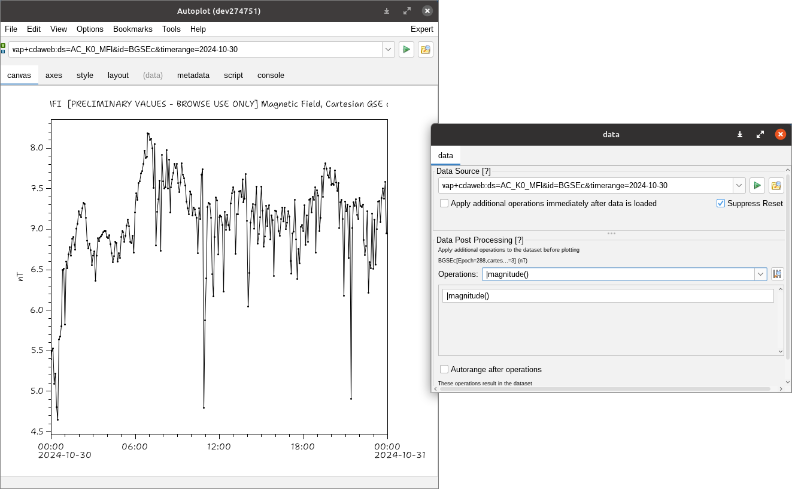 Autoplot (dev274751)
File Edit View Options Bookmarks Tools Help Expert
vap+cdaweb:ds=AC_K0_MFI&id=BGSEc&timerange=2024-10-30
canvas axes style layout (data) metadata script console
MFI [PRELIMINARY VALUES - BROWSE USE ONLY] Magnetic Field, Cartesian GSE
8.0
7.5
7.0
6.5
nT
6.0
5.5
5.0
4.5
00:00 06:00 12:00 18:00 00:00
2024-10-30 2024-10-31
data
data
Data Source [?]
vap+cdaweb:ds=AC_K0_MFI&id=BGSEc&timerange=2024-10-30
Apply additional operations immediately after data is loaded Suppress Reset
Data Post Processing [?]
Apply additional operations to the dataset before plotting
BGSEc[Epoch=288,cartes...=3] (nT)
Operations: |magnitude()
|magnitude()
Autorange after operations
These operations result in the dataset